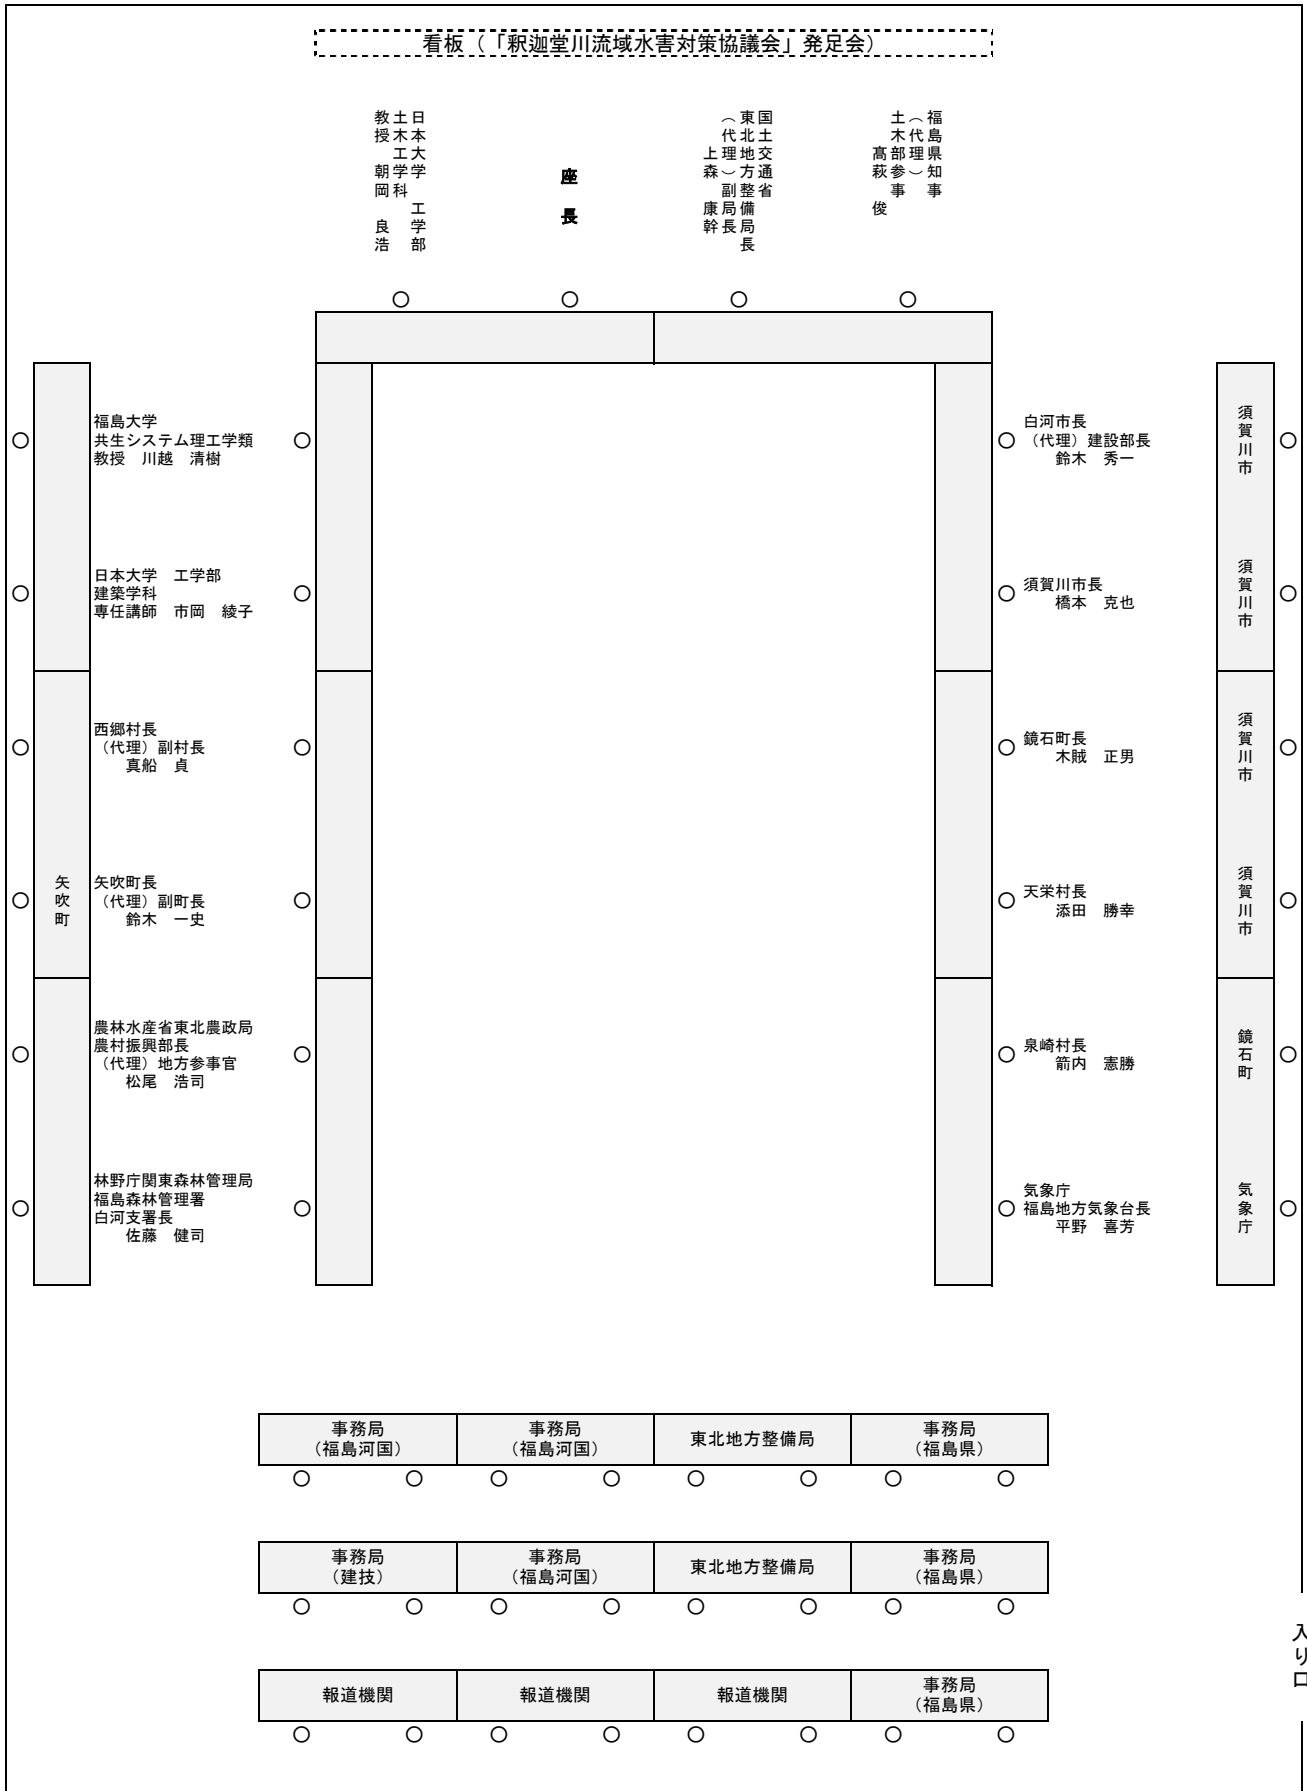 看板（「釈迦堂川流域水害対策協議会」発足会）
日本大学　工学部
土木工学科
教授　朝岡　良浩
座長
国土交通省
東北地方整備局長
（代理）副局長
上森　康幹
福島県知事
（代理）
土木部参事
髙萩　俊
福島大学
共生システム理工学類
教授　川越　清樹
日本大学　工学部
建築学科
専任講師　市岡　綾子
西郷村長
（代理）副村長
真船　貞
矢吹町
矢吹町長
（代理）副町長
鈴木　一史
農林水産省東北農政局
農村振興部長
（代理）地方参事官
松尾　浩司
林野庁関東森林管理局
福島森林管理署
白河支署長
佐藤　健司
白河市長
（代理）建設部長
鈴木　秀一
須賀川市長
橋本　克也
鏡石町長
木賊　正男
天栄村長
添田　勝幸
泉崎村長
箭内　憲勝
気象庁
福島地方気象台長
平野　喜芳
須賀川市
須賀川市
須賀川市
須賀川市
鏡石町
気象庁
事務局
（福島河国）
事務局
（福島河国）
東北地方整備局
事務局
（福島県）
事務局
（建技）
事務局
（福島河国）
東北地方整備局
事務局
（福島県）
報道機関
報道機関
報道機関
事務局
（福島県）
入り口